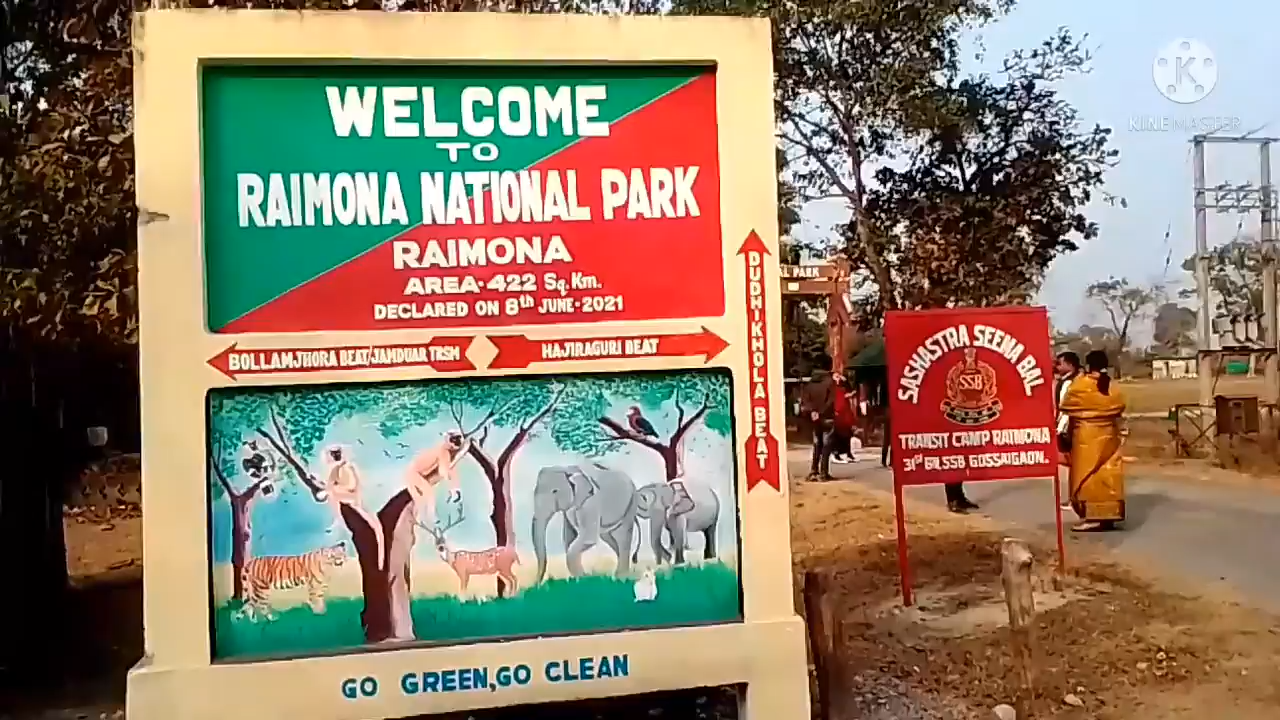 WELCOME
TO
RAIMONA NATIONAL PARK
RAIMONA
AREA-422 Sq. Km.
DECLARED ON 8th JUNE-2021
BOLLAMJHORA BEAT/JAMDUAR TRSM
HAJIRAGURI BEAT
DUDHIKHOLA BEAT
GO GREEN, GO CLEAN
L PARK
SASHASTRA SEEMA BAL
SSB
TRANSIT CAMP RAIMONA
31st BN.SSB GOSSAIGAON.
K
KINEMASTER